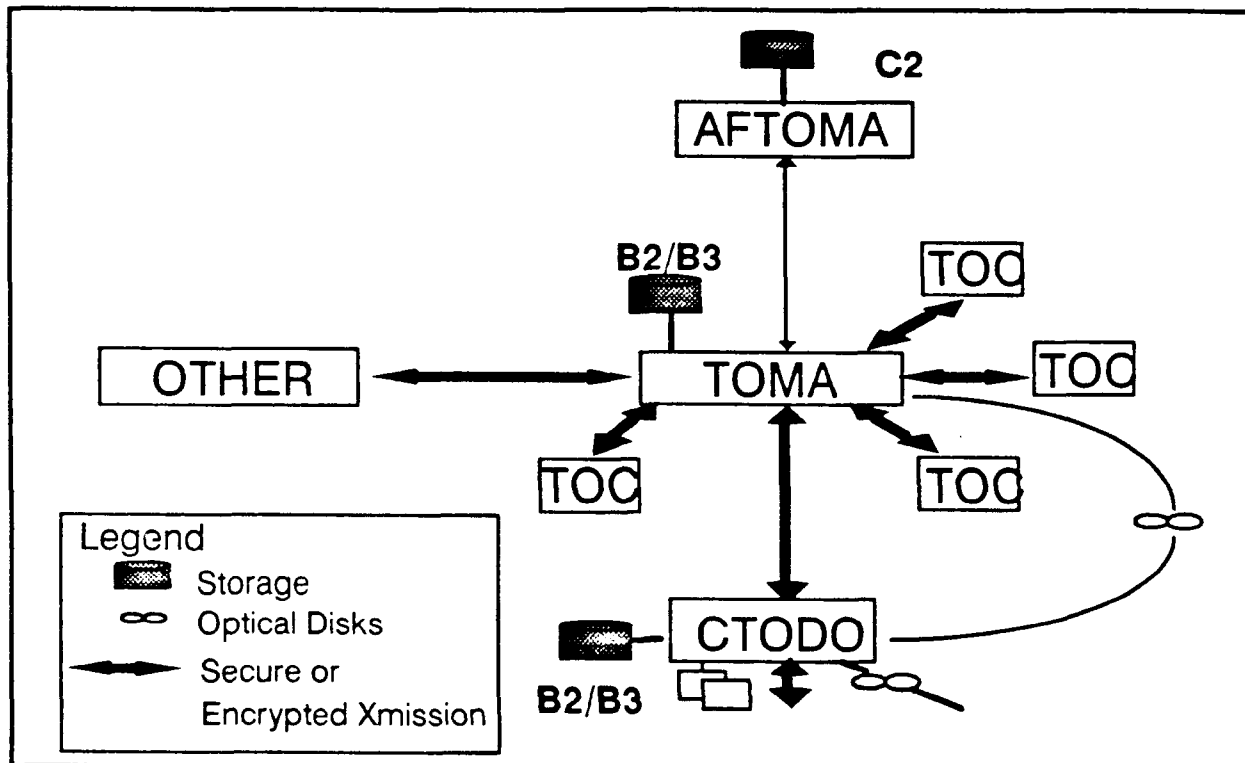 C2
AFTOMA
B2/B3
TOC
OTHER
TOMA
TOC
TOC
TOC
Legend
Storage
Optical Disks
Secure or
Encrypted Xmission
CTODO
B2/B3